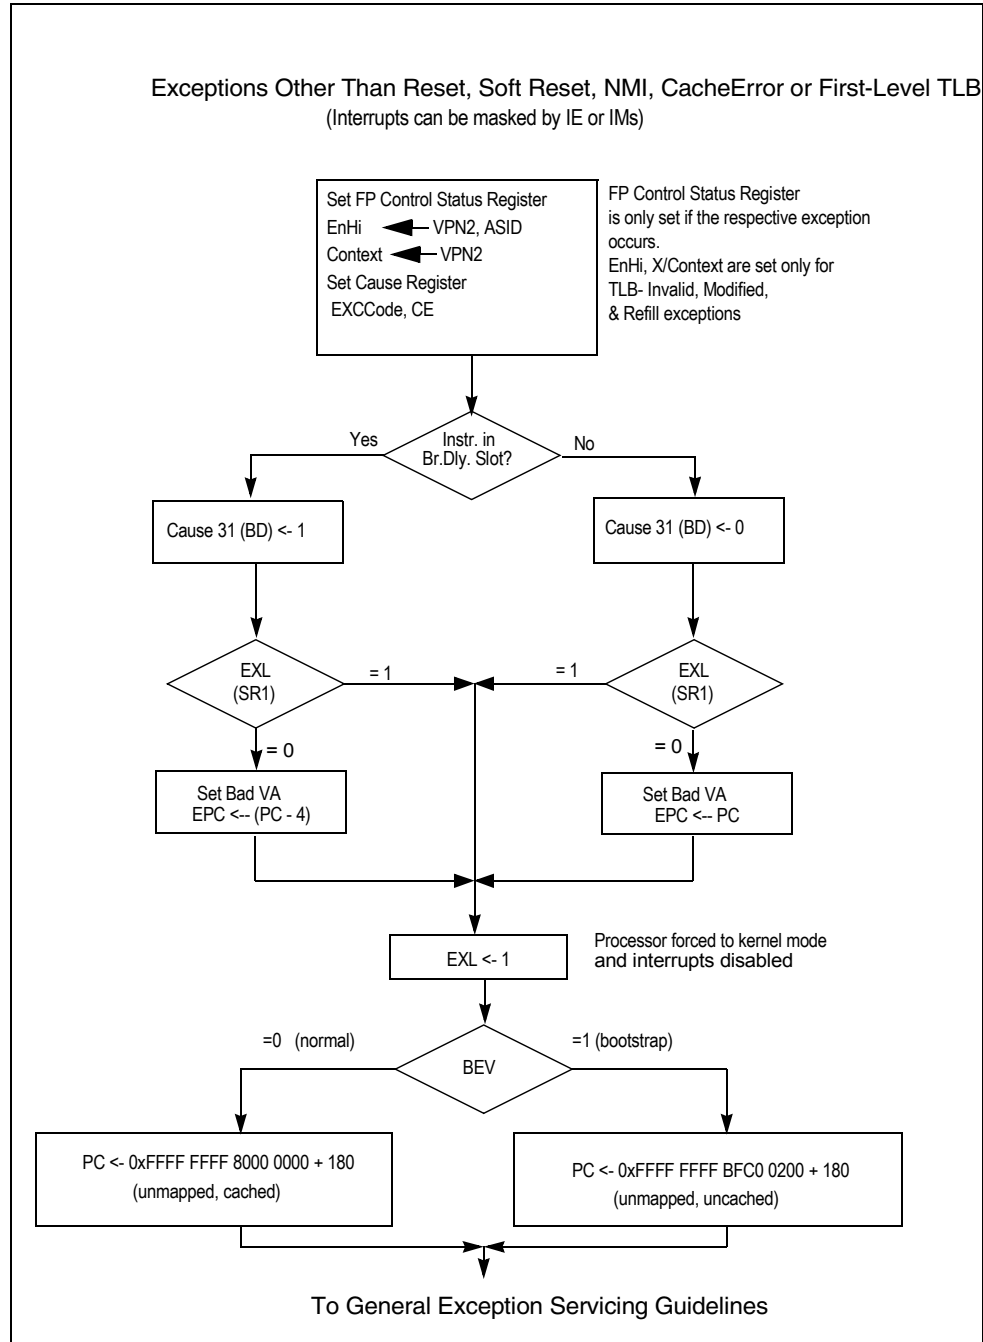 Exceptions Other Than Reset, Soft Reset, NMI, CacheError or First-Level TLB
(Interrupts can be masked by IE or IMs)
Set FP Control Status Register
EnHi VPN2, ASID
Context VPN2
Set Cause Register
EXCCode, CE
FP Control Status Register
is only set if the respective exception
occurs.
EnHi, X/Context are set only for
TLB- Invalid, Modified,
& Refill exceptions
Yes
Instr. in
Br.Dly. Slot?
No
Cause 31 (BD) <- 1
Cause 31 (BD) <- 0
EXL
(SR1)
= 1
= 1
EXL
(SR1)
= 0
= 0
Set Bad VA
EPC <-- (PC - 4)
Set Bad VA
EPC <-- PC
EXL <- 1
Processor forced to kernel mode
and interrupts disabled
=0 (normal)
=1 (bootstrap)
BEV
PC <- 0xFFFF FFFF 8000 0000 + 180
(unmapped, cached)
PC <- 0xFFFF FFFF BFC0 0200 + 180
(unmapped, uncached)
To General Exception Servicing Guidelines